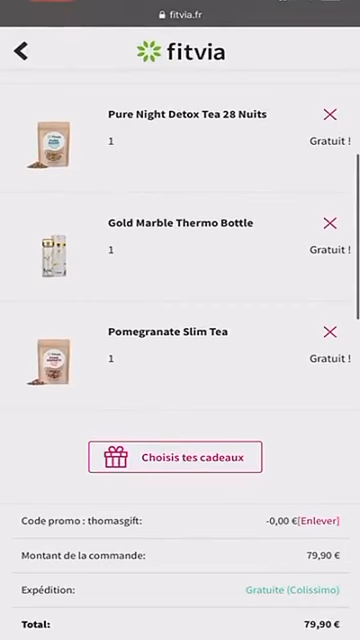 fitvia.fr
fitvia
Pure Night Detox Tea 28 Nuits
1 Gratuit !
Gold Marble Thermo Bottle
1 Gratuit !
Pomegranate Slim Tea
1 Gratuit !
Choisis tes cadeaux
Code promo : thomasgift: -0,00 €[Enlever]
Montant de la commande: 79,90 €
Expédition: Gratuite (Colissimo)
Total: 79,90 €